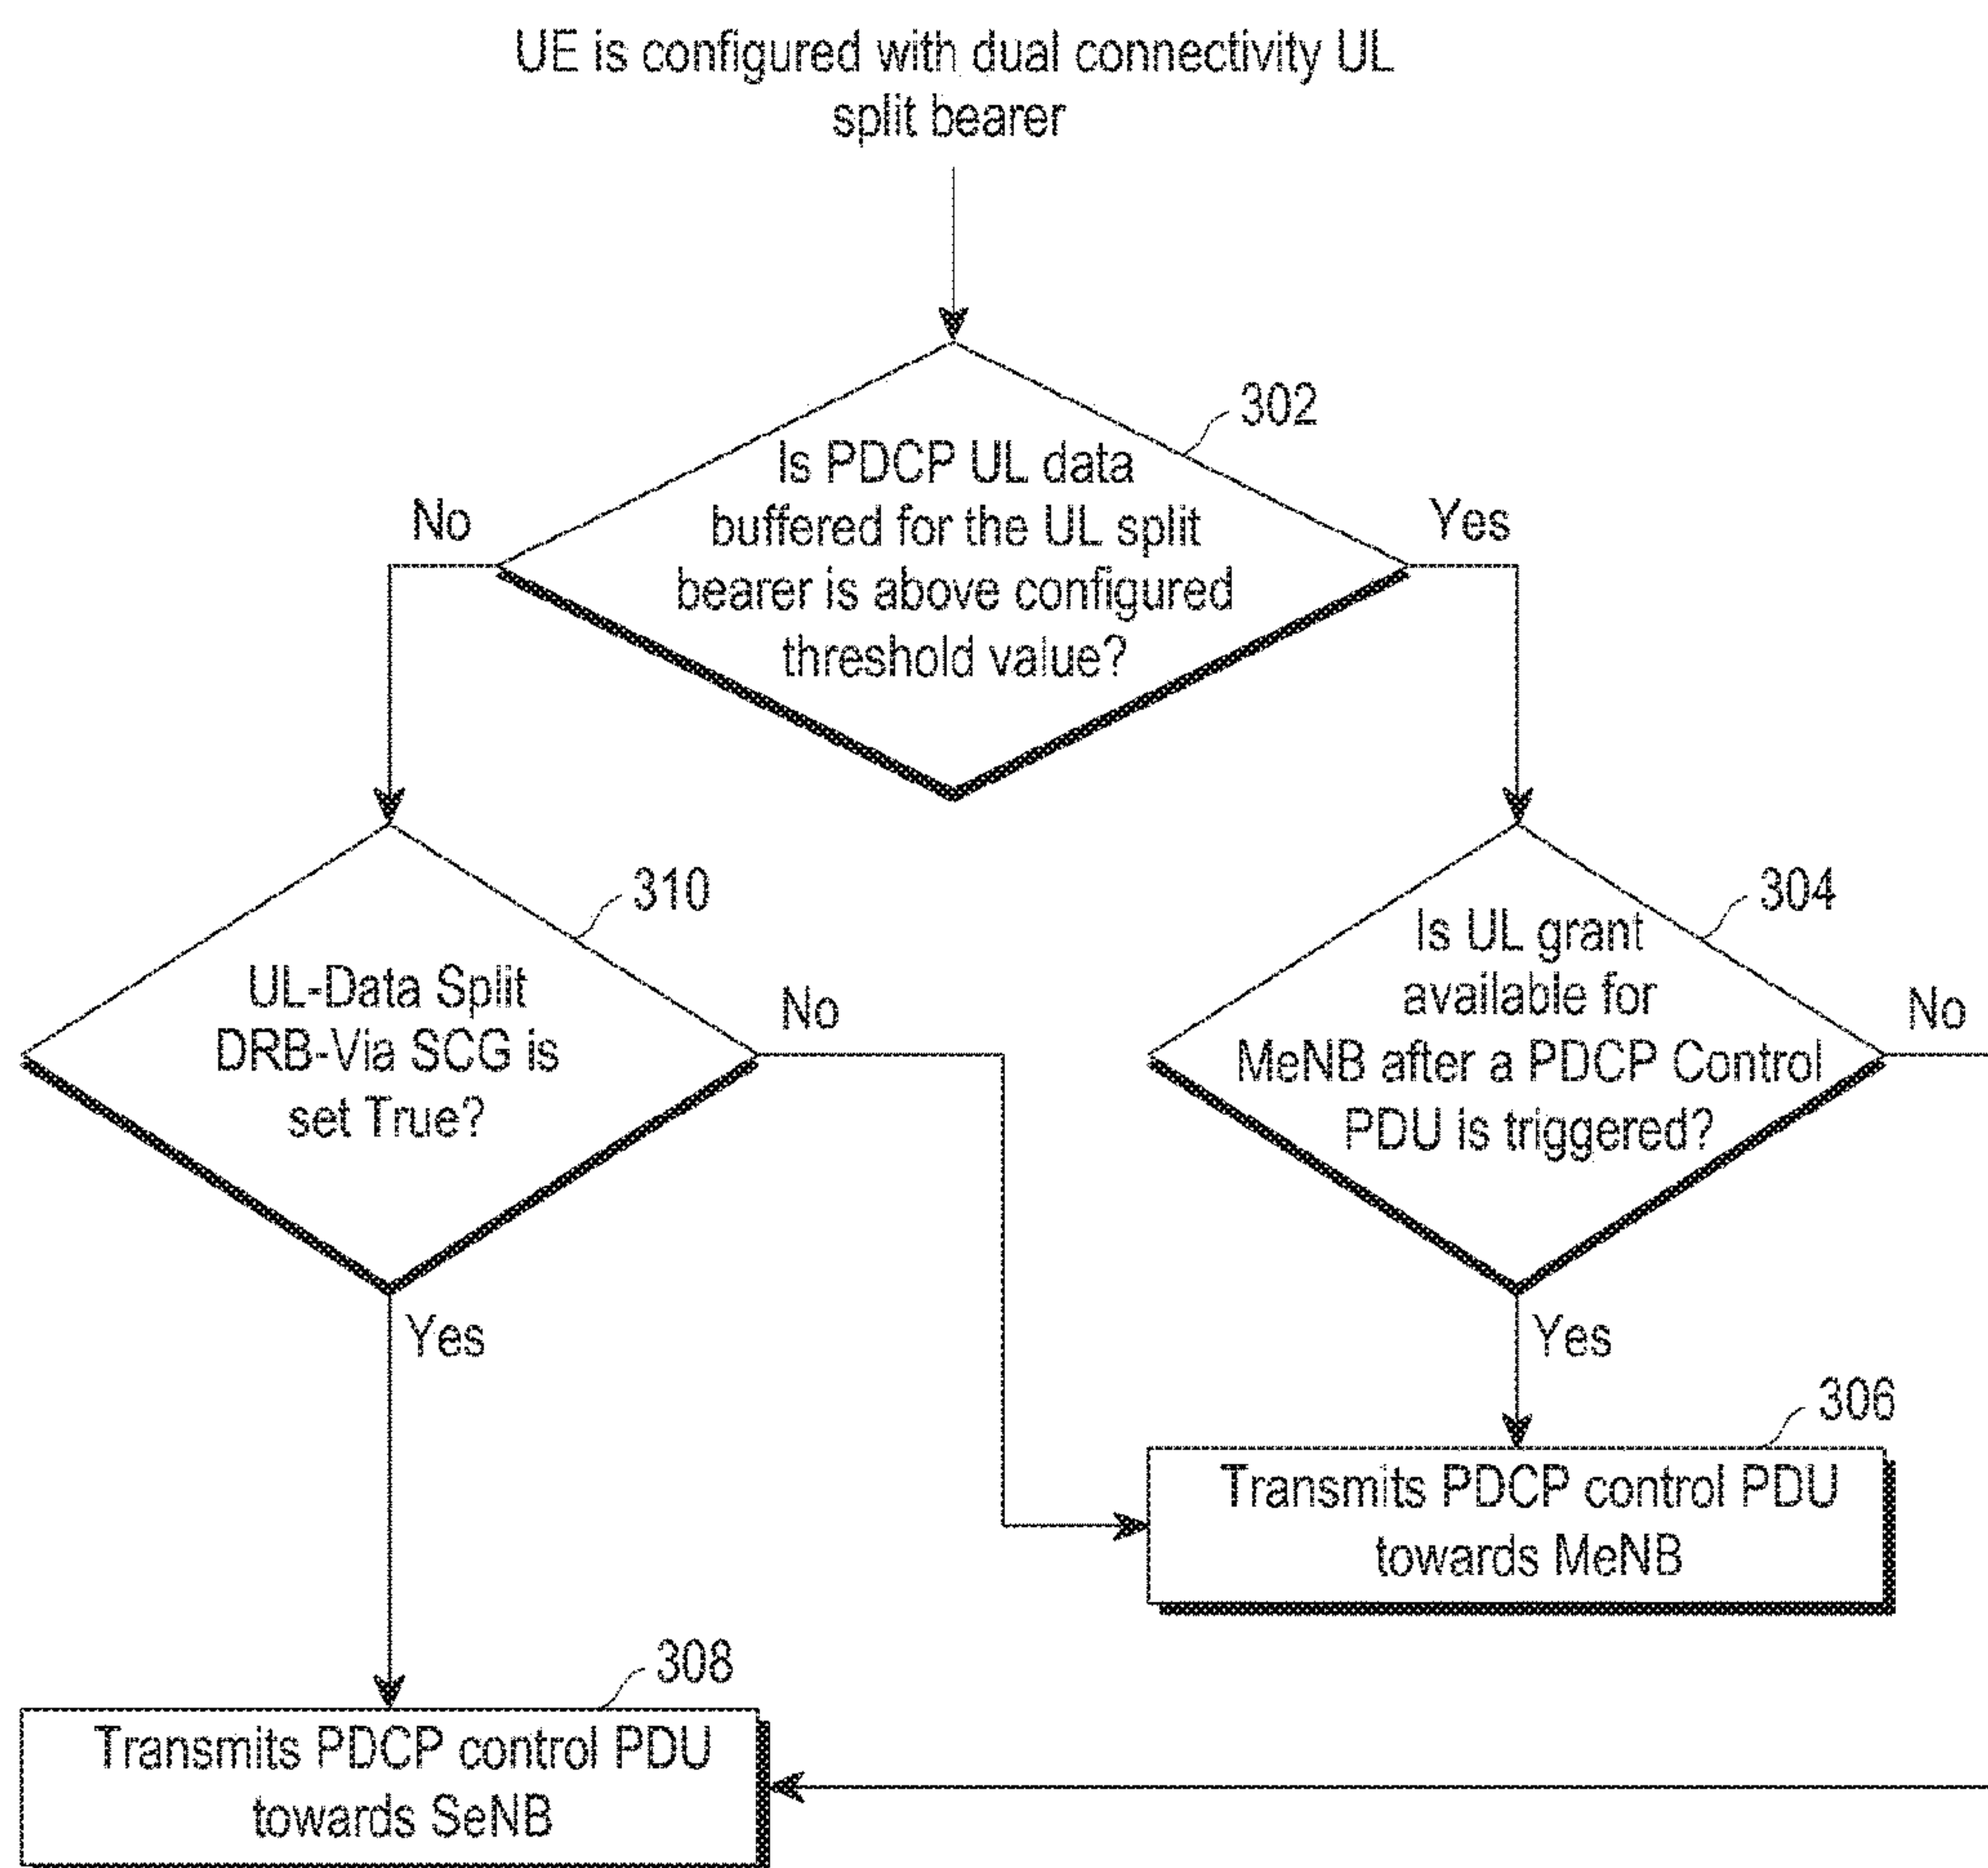 UE is configured with dual connectivity UL
split bearer
302
Is PDCP UL data
buffered for the UL split
bearer is above configured
threshold value?
No
Yes
310
UL-Data Split
DRB-Via SCG is
set True?
No
Yes
304
Is UL grant
available for
MeNB after a PDCP Control
PDU is triggered?
No
Yes
306
Transmits PDCP control PDU
towards MeNB
308
Transmits PDCP control PDU
towards SeNB